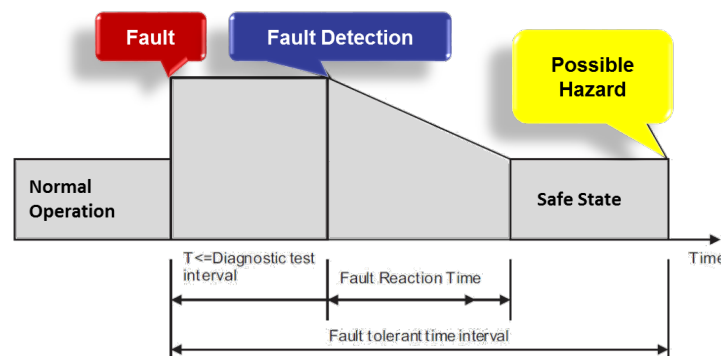 Fault
Fault Detection
Possible
Hazard
Normal
Operation
Safe State
Time
T<=Diagnostic test
interval
Fault Reaction Time
Fault tolerant time interval